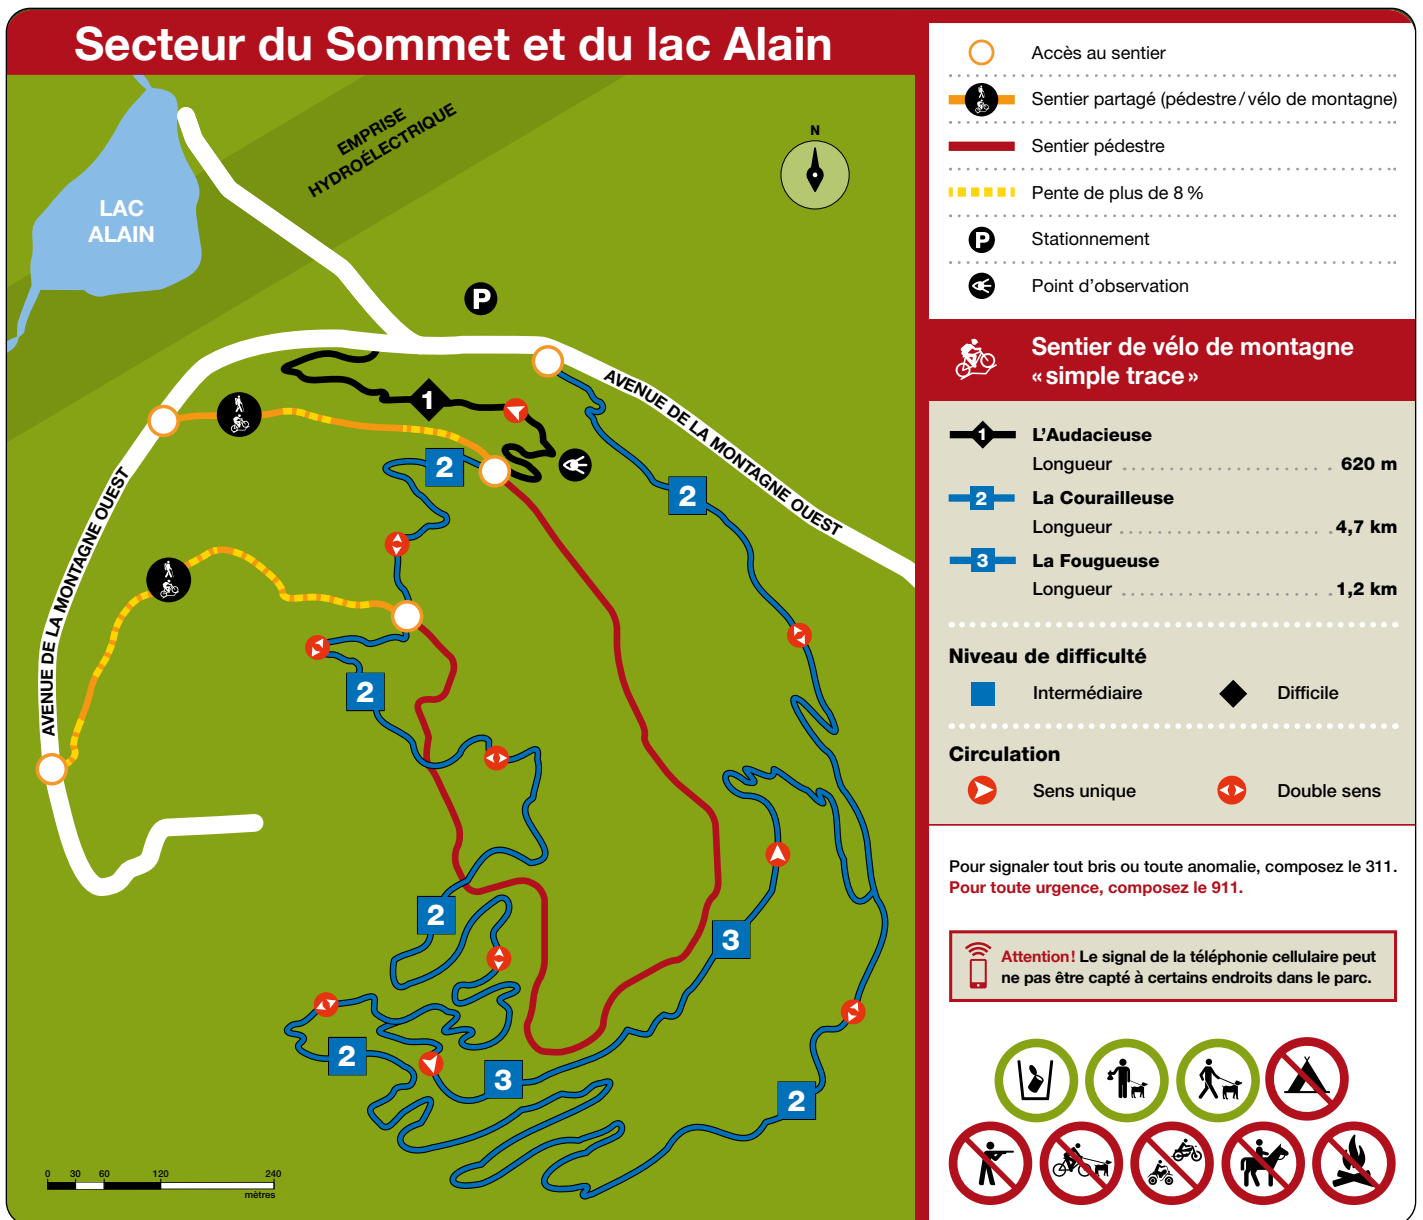 Secteur du Sommet et du lac Alain
EMPRISE
HYDROÉLECTRIQUE
LAC
ALAIN
N
P
AVENUE DE LA MONTAGNE OUEST
AVENUE DE LA MONTAGNE OUEST
1
2
2
2
2
3
2
3
2
0 30 60 120 240
mètres
Accès au sentier
Sentier partagé (pédestre/vélo de montagne)
Sentier pédestre
Pente de plus de 8 %
P Stationnement
Point d'observation
Sentier de vélo de montagne
«simple trace»
1 L'Audacieuse
Longueur 620 m
2 La Courailleuse
Longueur 4,7 km
3 La Fougueuse
Longueur 1,2 km
Niveau de difficulté
Intermédiaire Difficile
Circulation
Sens unique Double sens
Pour signaler tout bris ou toute anomalie, composez le 311.
Pour toute urgence, composez le 911.
Attention! Le signal de la téléphonie cellulaire peut
ne pas être capté à certains endroits dans le parc.